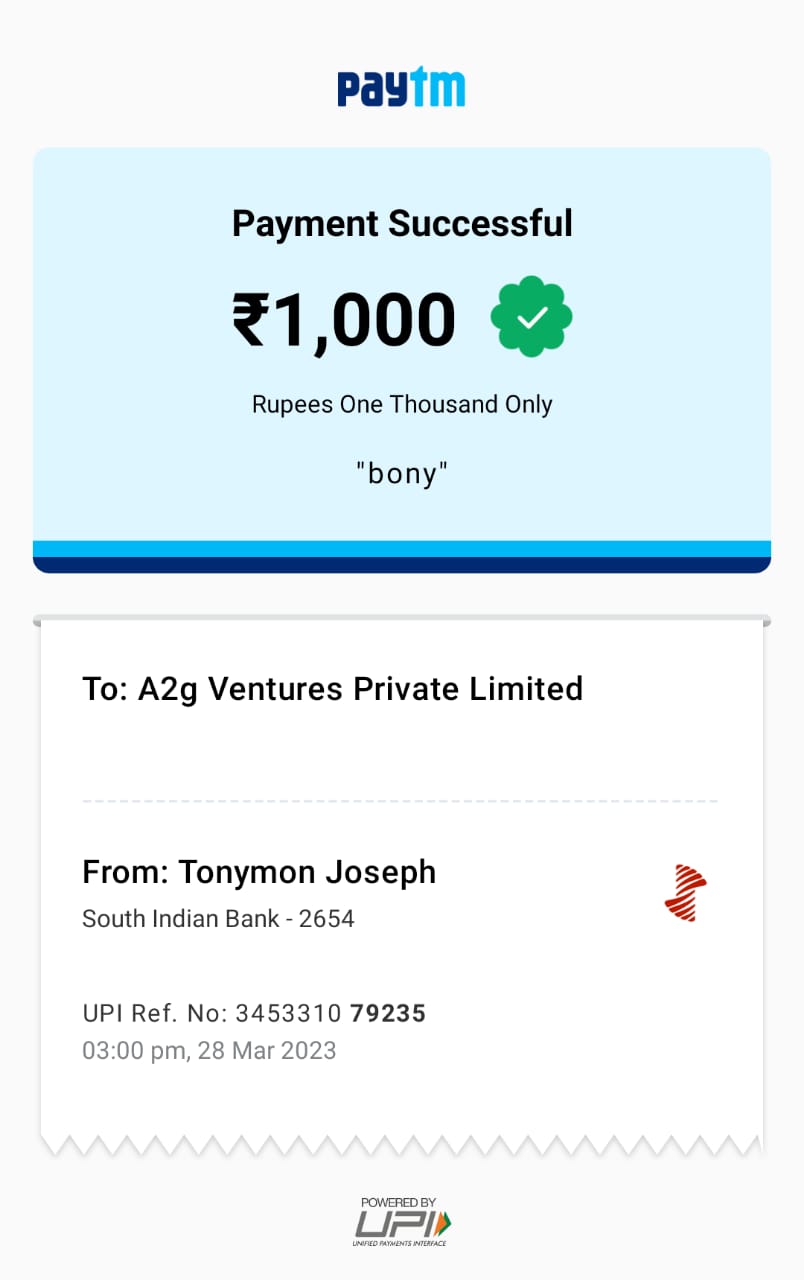 paytm
Payment Successful
₹1,000
Rupees One Thousand Only
"bony"
To: A2g Ventures Private Limited
From: Tonymon Joseph
South Indian Bank - 2654
UPI Ref. No: 3453310 79235
03:00 pm, 28 Mar 2023
POWERED BY
UPI
UNIFIED PAYMENTS INTERFACE